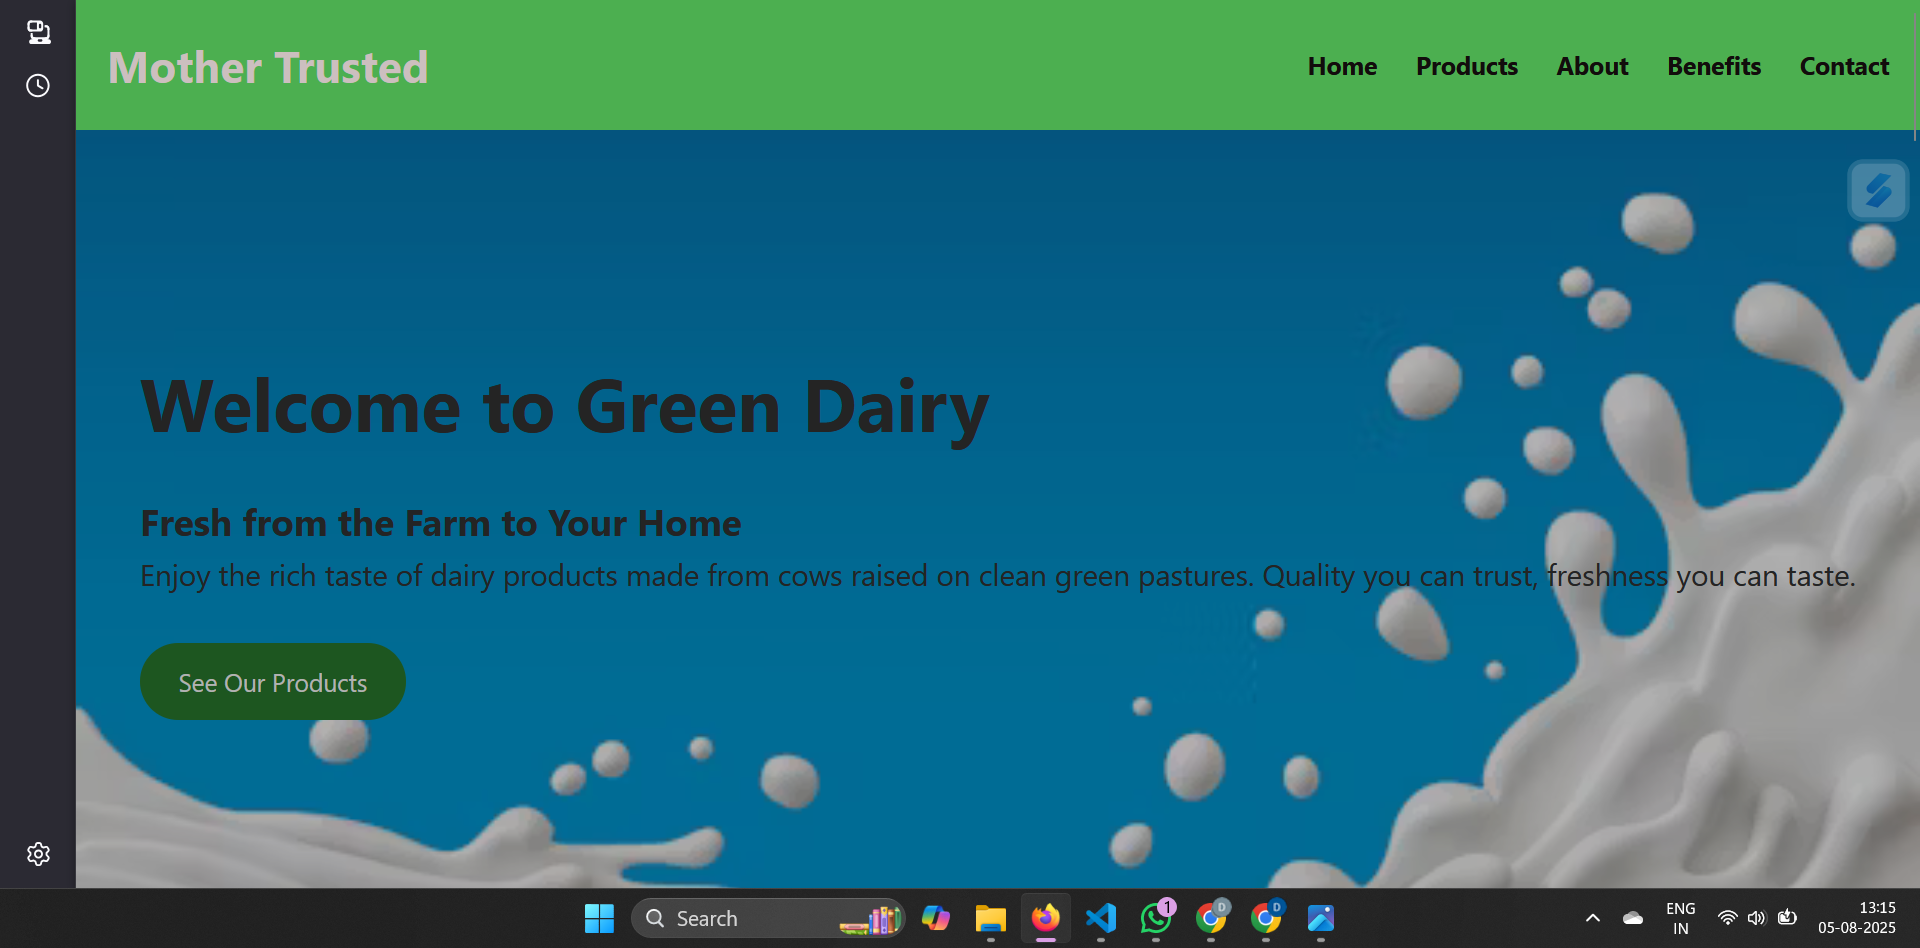 Mother Trusted
Home Products About Benefits Contact
Welcome to Green Dairy
Fresh from the Farm to Your Home
Enjoy the rich taste of dairy products made from cows raised on clean green pastures. Quality you can trust, freshness you can taste.
See Our Products
Search
1
D
D
ENG
IN
13:15
05-08-2025